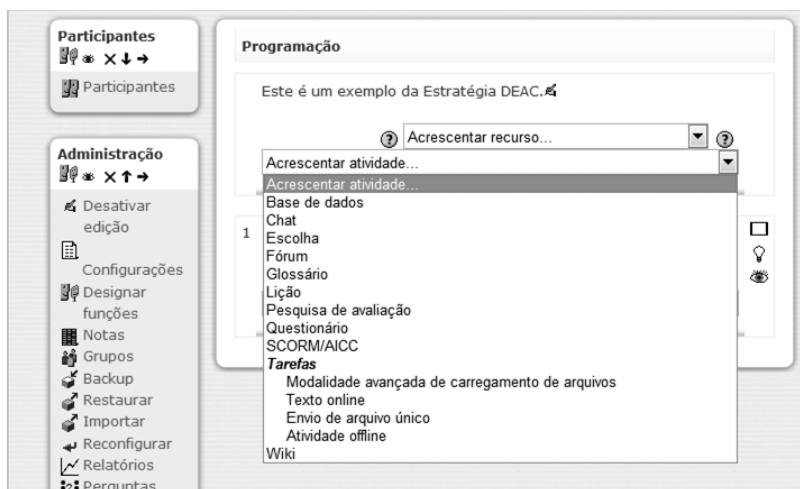 Participantes
Participantes
Administração
Desativar
edição
Configurações
Designar
funções
Notas
Grupos
Backup
Restaurar
Importar
Reconfigurar
Relatórios
Perguntas
Programação
Este é um exemplo da Estratégia DEAC.
Acrescentar recurso...
Acrescentar atividade...
Acrescentar atividade...
Base de dados
Chat
Escolha
Fórum
Glossário
Lição
Pesquisa de avaliação
Questionário
SCORM/AICC
Tarefas
Modalidade avançada de carregamento de arquivos
Texto online
Envio de arquivo único
Atividade offline
Wiki
1